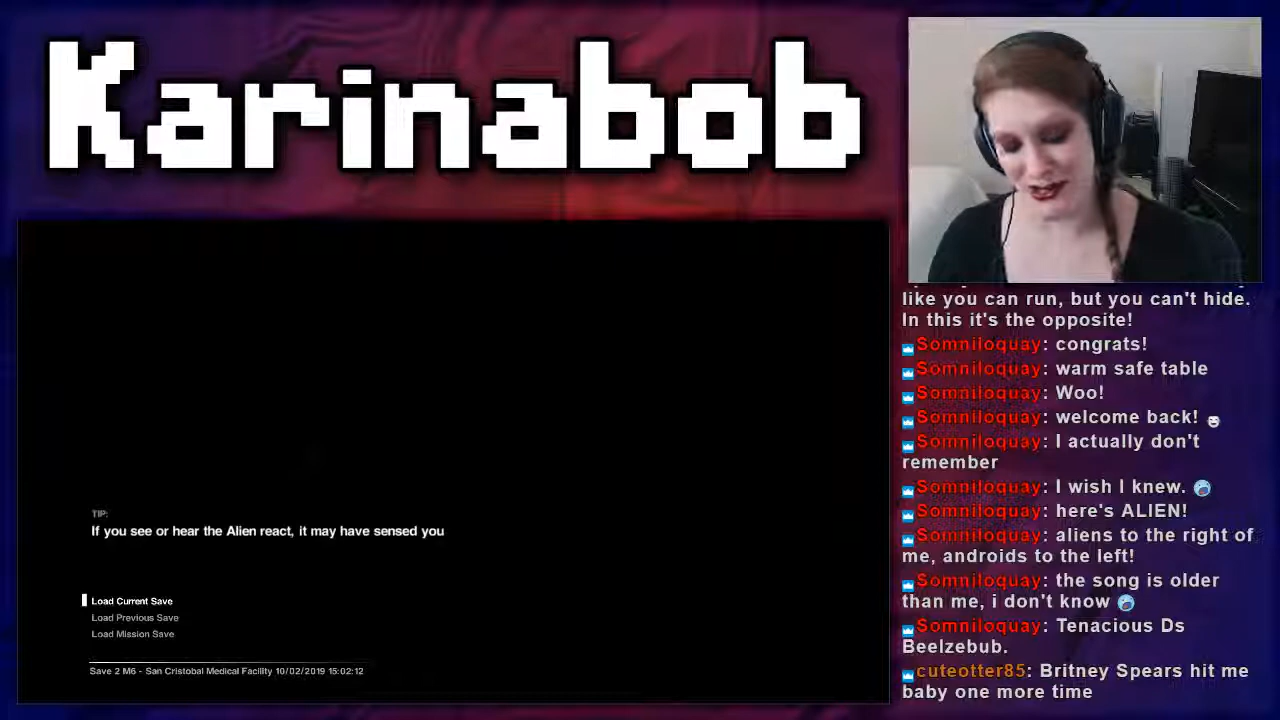 Karinabob
like you can run, but you can't hide.
In this it's the opposite!
Somniloquay: congrats!
Somniloquay: warm safe table
Somniloquay: Woo!
Somniloquay: welcome back!
Somniloquay: I actually don't
remember
Somniloquay: I wish I knew.
Somniloquay: here's ALIEN!
Somniloquay: aliens to the right of
me, androids to the left!
Somniloquay: the song is older
than me, i don't know
Somniloquay: Tenacious Ds
Beelzebub.
cuteotter85: Britney Spears hit me
baby one more time
TIP:
If you see or hear the Alien react, it may have sensed you
Load Current Save
Load Previous Save
Load Mission Save
Save 2 M6 - San Cristobal Medical Facility 10/02/2019 15:02:12